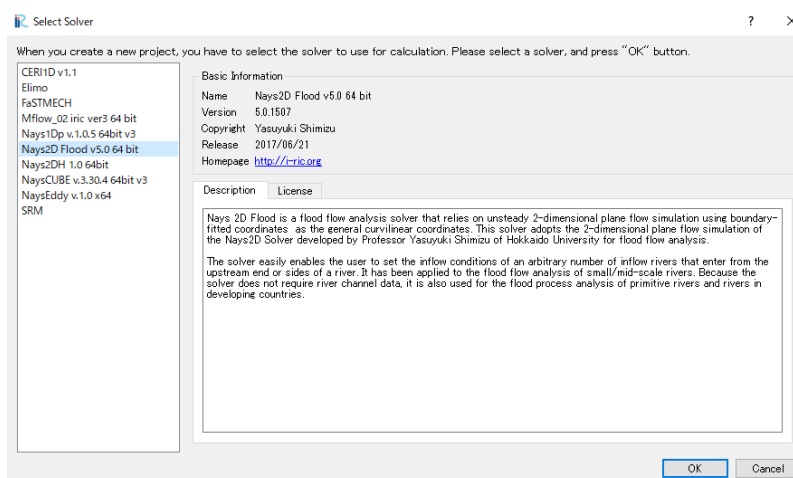 Select Solver
When you create a new project, you have to select the solver to use for calculation. Please select a solver, and press "OK" button.
CERI1D v1.1
Elimo
FaSTMECH
Mflow_02 iric ver3 64 bit
Nays1Dp v.1.0.5 64bit v3
Nays2D Flood v5.0 64 bit
Nays2DH 1.0 64bit
NaysCUBE v.3.30.4 64bit v3
NaysEddy v.1.0 x64
SRM
Basic Information
Name Nays2D Flood v5.0 64 bit
Version 5.0.1507
Copyright Yasuyuki Shimizu
Release 2017/06/21
Homepage http://i-ric.org
Description License
Nays 2D Flood is a flood flow analysis solver that relies on unsteady 2-dimensional plane flow simulation using boundary-
fitted coordinates as the general curvilinear coordinates. This solver adopts the 2-dimensional plane flow simulation of
the Nays2D Solver developed by Professor Yasuyuki Shimizu of Hokkaido University for flood flow analysis.
The solver easily enables the user to set the inflow conditions of an arbitrary number of inflow rivers that enter from the
upstream end or sides of a river. It has been applied to the flood flow analysis of small/mid-scale rivers. Because the
solver does not require river channel data, it is also used for the flood process analysis of primitive rivers and rivers in
developing countries.
OK Cancel